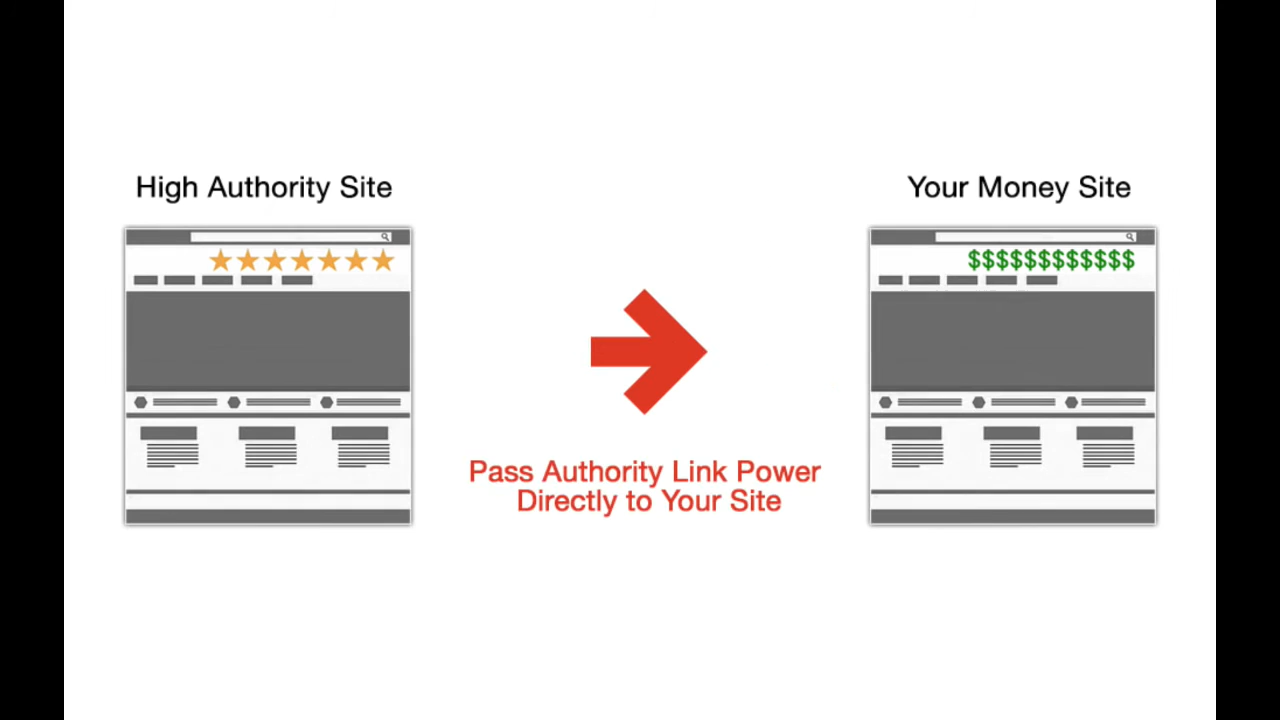 High Authority Site
Your Money Site
$$$$$$$$$$$$
Pass Authority Link Power
Directly to Your Site